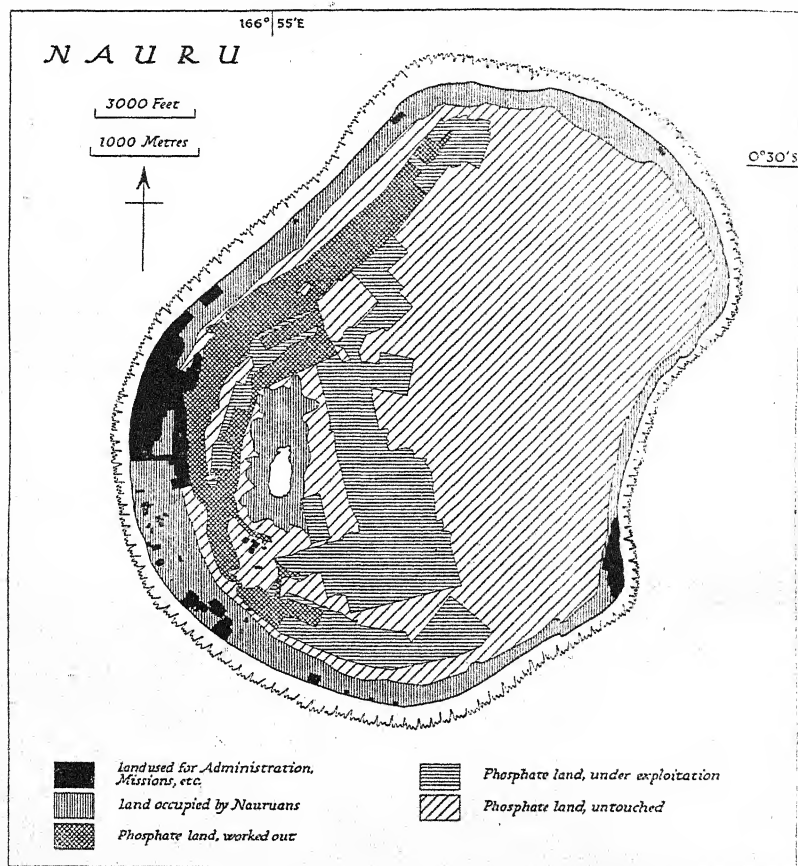 166° 55'E
NAURU
3000 Feet
1000 Metres
0°30's
Land used for Administration,
Missions, etc
Land occupied by Nauruans
Phosphate land, worked out
Phosphate land, under exploitation
Phosphate land, untouched